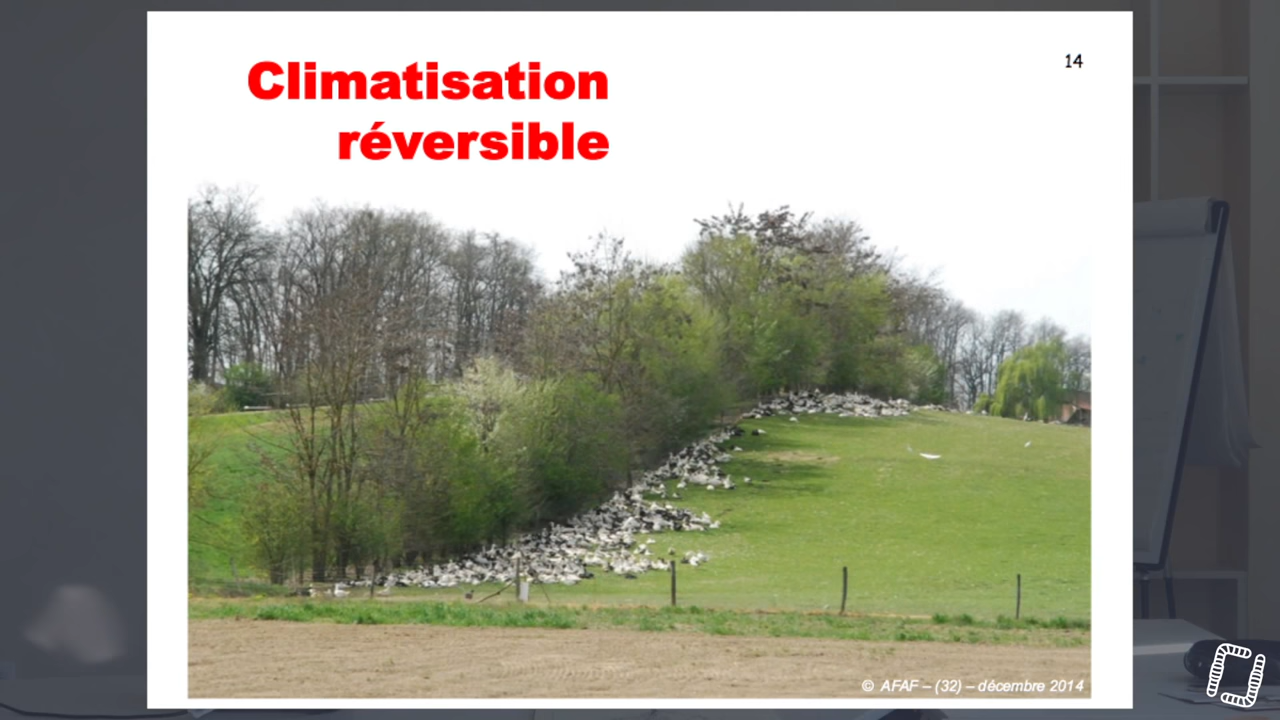 Climatisation
réversible
14
© AFAF – (32) – décembre 2014